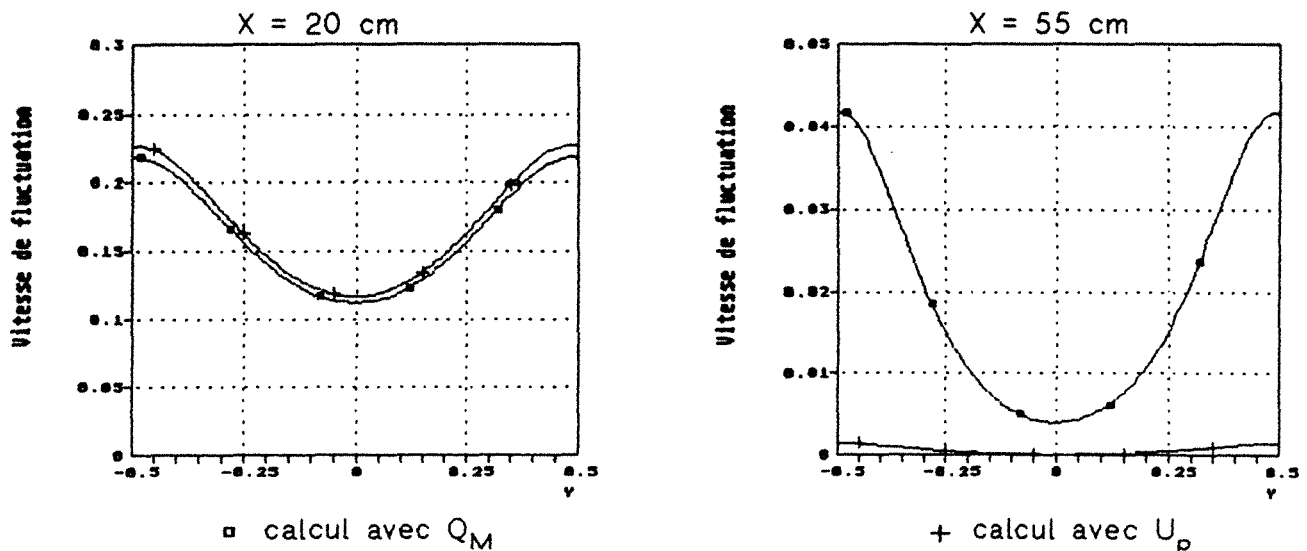 X = 20 cm
0.3
0.25
0.2
0.15
0.1
0.05
0
Vitesse de fluctuation
-0.5
-0.25
0
0.25
0.5
Y
¤ calcul avec Q_M
X = 55 cm
0.05
0.04
0.03
0.02
0.01
0
Vitesse de fluctuation
-0.5
-0.25
0
0.25
0.5
Y
+ calcul avec U_p